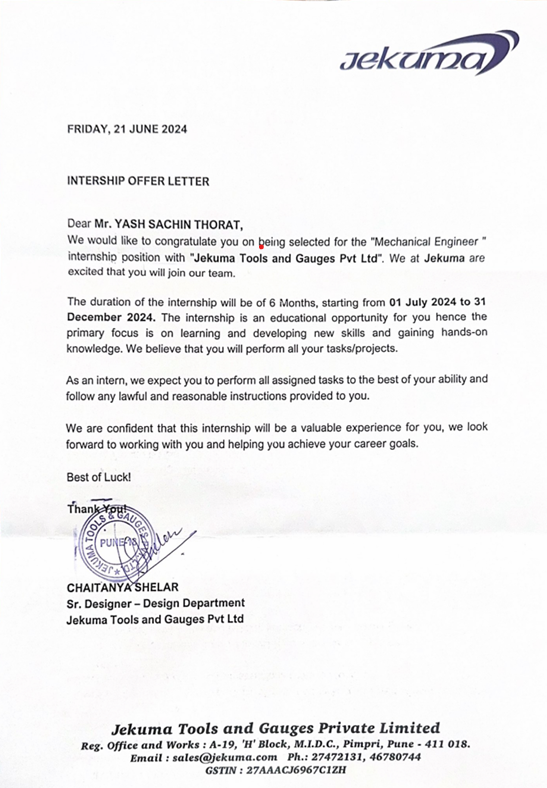 Jekuma
FRIDAY, 21 JUNE 2024
INTERSHIP OFFER LETTER
Dear Mr. YASH SACHIN THORAT,
We would like to congratulate you on being selected for the "Mechanical Engineer "
internship position with "Jekuma Tools and Gauges Pvt Ltd". We at Jekuma are
excited that you will join our team.
The duration of the internship will be of 6 Months, starting from 01 July 2024 to 31
December 2024. The internship is an educational opportunity for you hence the
primary focus is on learning and developing new skills and gaining hands-on
knowledge. We believe that you will perform all your tasks/projects.
As an intern, we expect you to perform all assigned tasks to the best of your ability and
follow any lawful and reasonable instructions provided to you.
We are confident that this internship will be a valuable experience for you, we look
forward to working with you and helping you achieve your career goals.
Best of Luck!
Thank You!
JEKUMA TOOLS & GAUGES
CHAITANYA SHELAR
Sr. Designer – Design Department
Jekuma Tools and Gauges Pvt Ltd
Jekuma Tools and Gauges Private Limited
Reg. Office and Works : A-19, 'H' Block, M.I.D.C., Pimpri, Pune - 411 018.
Email : sales@jekuma.com Ph.: 27472131, 46780744
GSTIN : 27AAACJ6967C1ZH